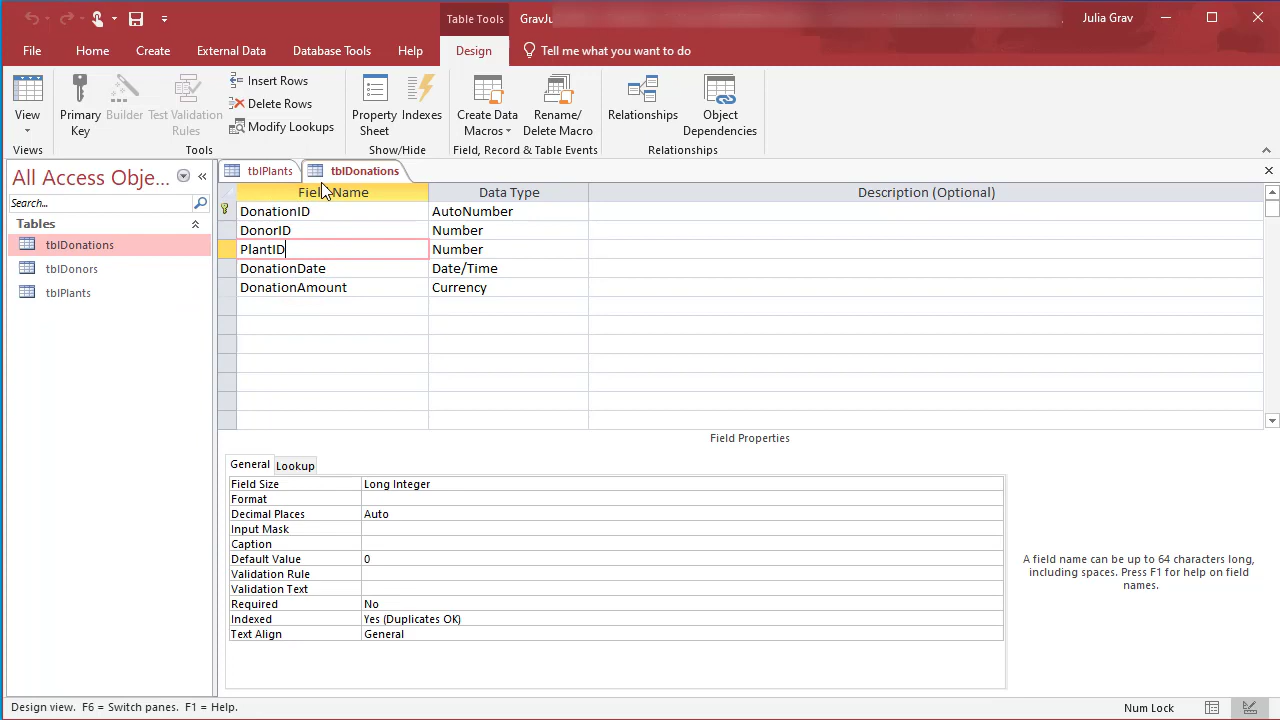 Table Tools
GravJu
Julia Grav
File
Home
Create
External Data
Database Tools
Help
Design
Tell me what you want to do
View
Views
Primary Key
Builder
Test Validation Rules
Insert Rows
Delete Rows
Modify Lookups
Tools
Property Sheet
Indexes
Show/Hide
Create Data Macros
Rename/ Delete Macro
Field, Record & Table Events
Relationships
Object Dependencies
Relationships
All Access Obje...
Search...
Tables
tblDonations
tblDonors
tblPlants
tblPlants
tblDonations
Field Name Data Type Description (Optional)
DonationID AutoNumber
DonorID Number
PlantID Number
DonationDate Date/Time
DonationAmount Currency
Field Properties
General Lookup
Field Size Long Integer
Format
Decimal Places Auto
Input Mask
Caption
Default Value 0
Validation Rule
Validation Text
Required No
Indexed Yes (Duplicates OK)
Text Align General
A field name can be up to 64 characters long,
including spaces. Press F1 for help on field
names.
Design view. F6 = Switch panes. F1 = Help.
Num Lock